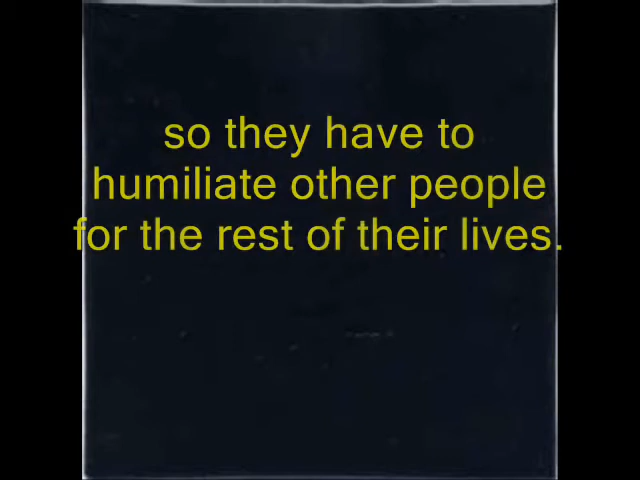 so they have to
humiliate other people
for the rest of their lives.